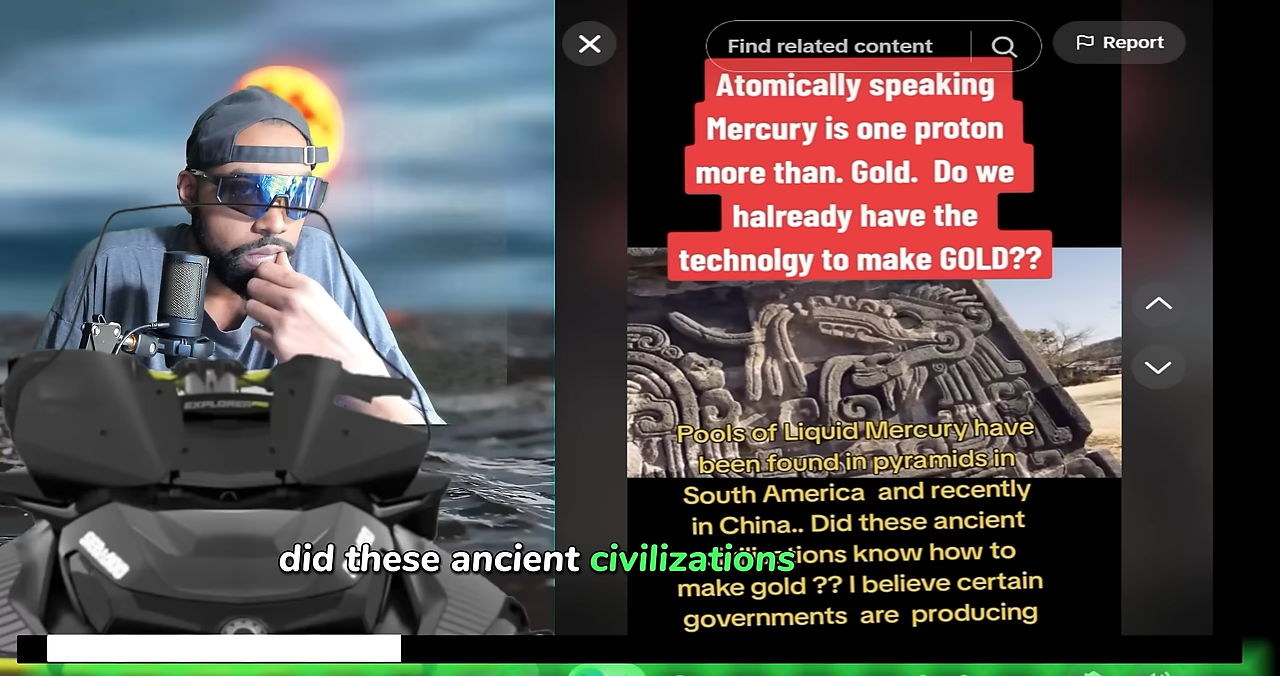 Find related content
Report
Atomically speaking
Mercury is one proton
more than. Gold. Do we
halready have the
technolgy to make GOLD??
Pools of Liquid Mercury have
been found in pyramids in
South America and recently
in China.. Did these ancient
know how to
make gold ?? I believe certain
governments are producing
did these ancient civilizations
EXPLORER
SEA-DOO